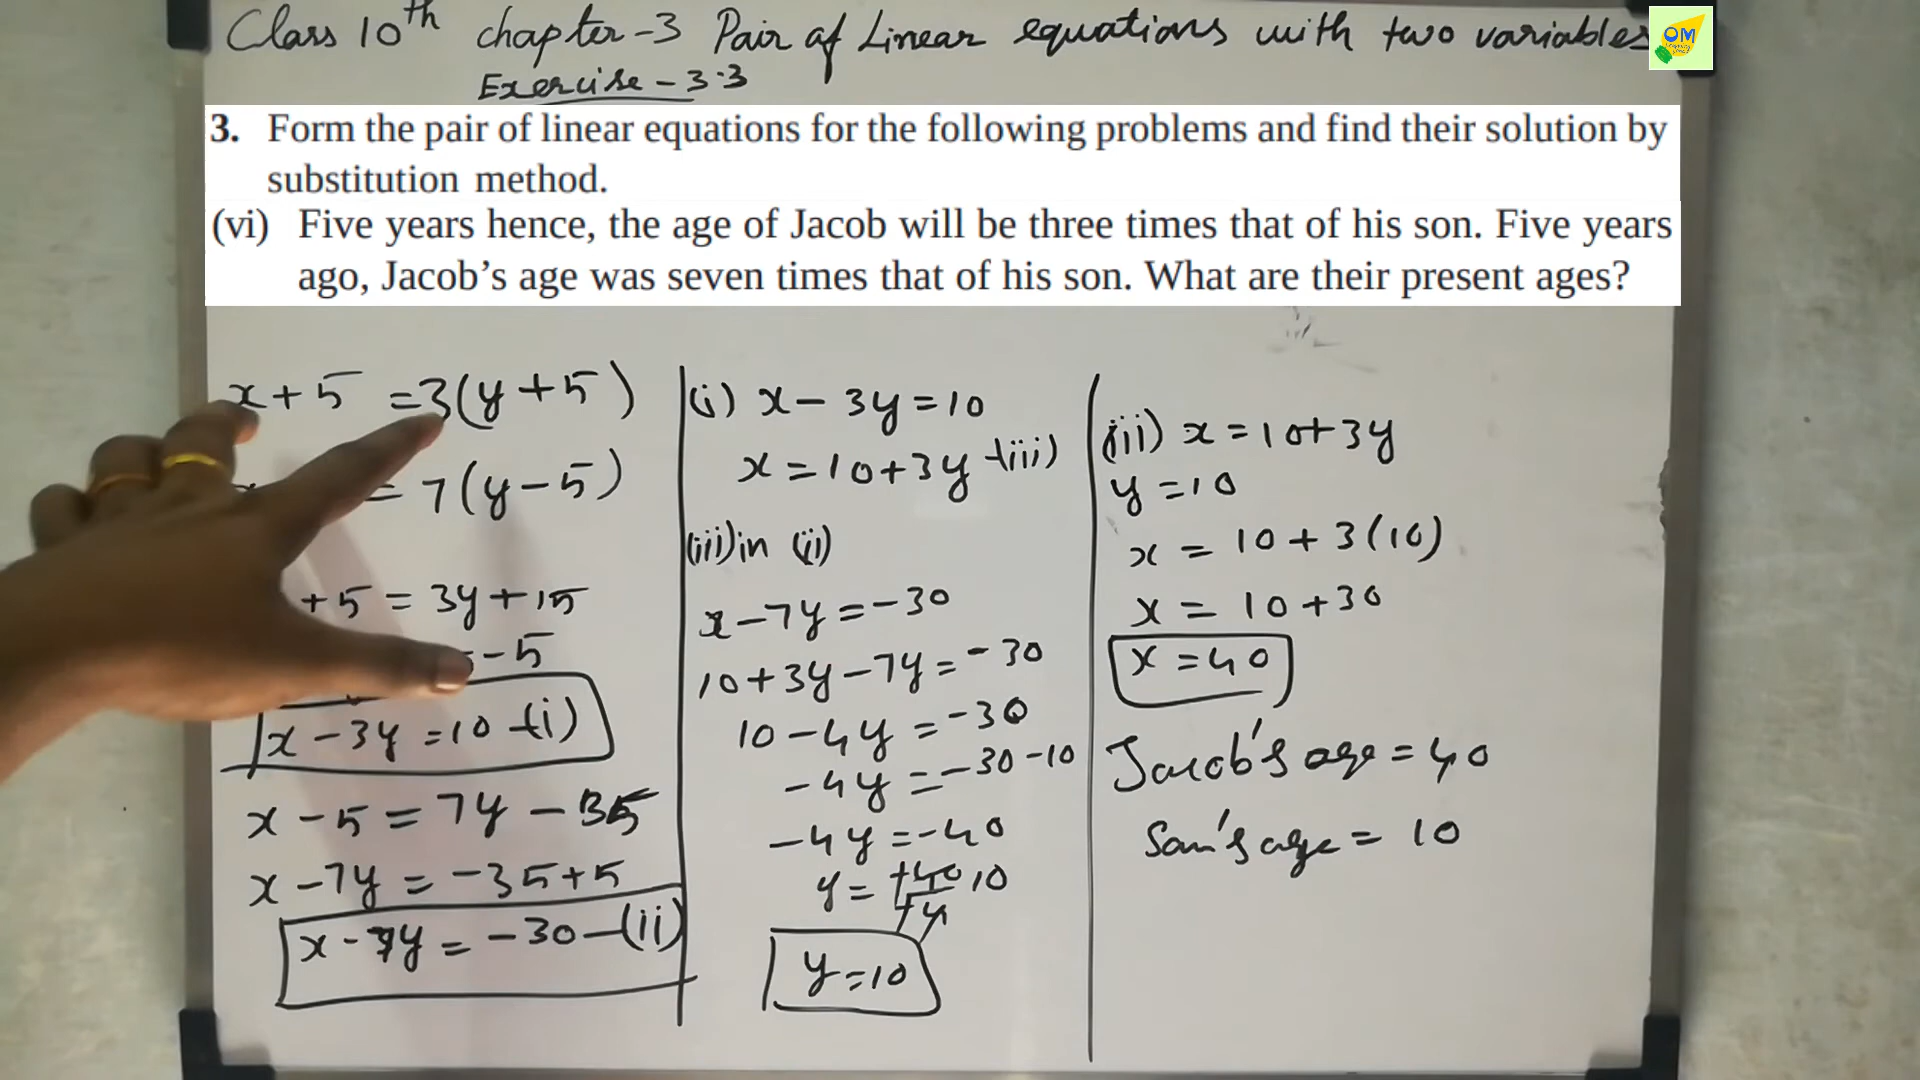 Class 10th chapter-3 Pair of Linear equations with two variables
OM
Exercise-3.3
3. Form the pair of linear equations for the following problems and find their solution by
substitution method.
(vi) Five years hence, the age of Jacob will be three times that of his son. Five years
ago, Jacob's age was seven times that of his son. What are their present ages?
x+5 =3(y+5)
= 7(y-5)
+5 = 3y+15
-5
x-3y=10-(i)
x-5=7y-35
x-7y=-35+5
x-7y=-30-(ii)
(i) x-3y=10
x=10+3y-(iii)
(iii)in (ii)
x-7y=-30
10+3y-7y=-30
10-4y=-30
-4y=-30-10
-4y=-40
y= +40/+4 10
y=10
(iii) x=10+3y
y=10
x=10+3(10)
x=10+30
x=40
Jacob's age=40
Son's age=10